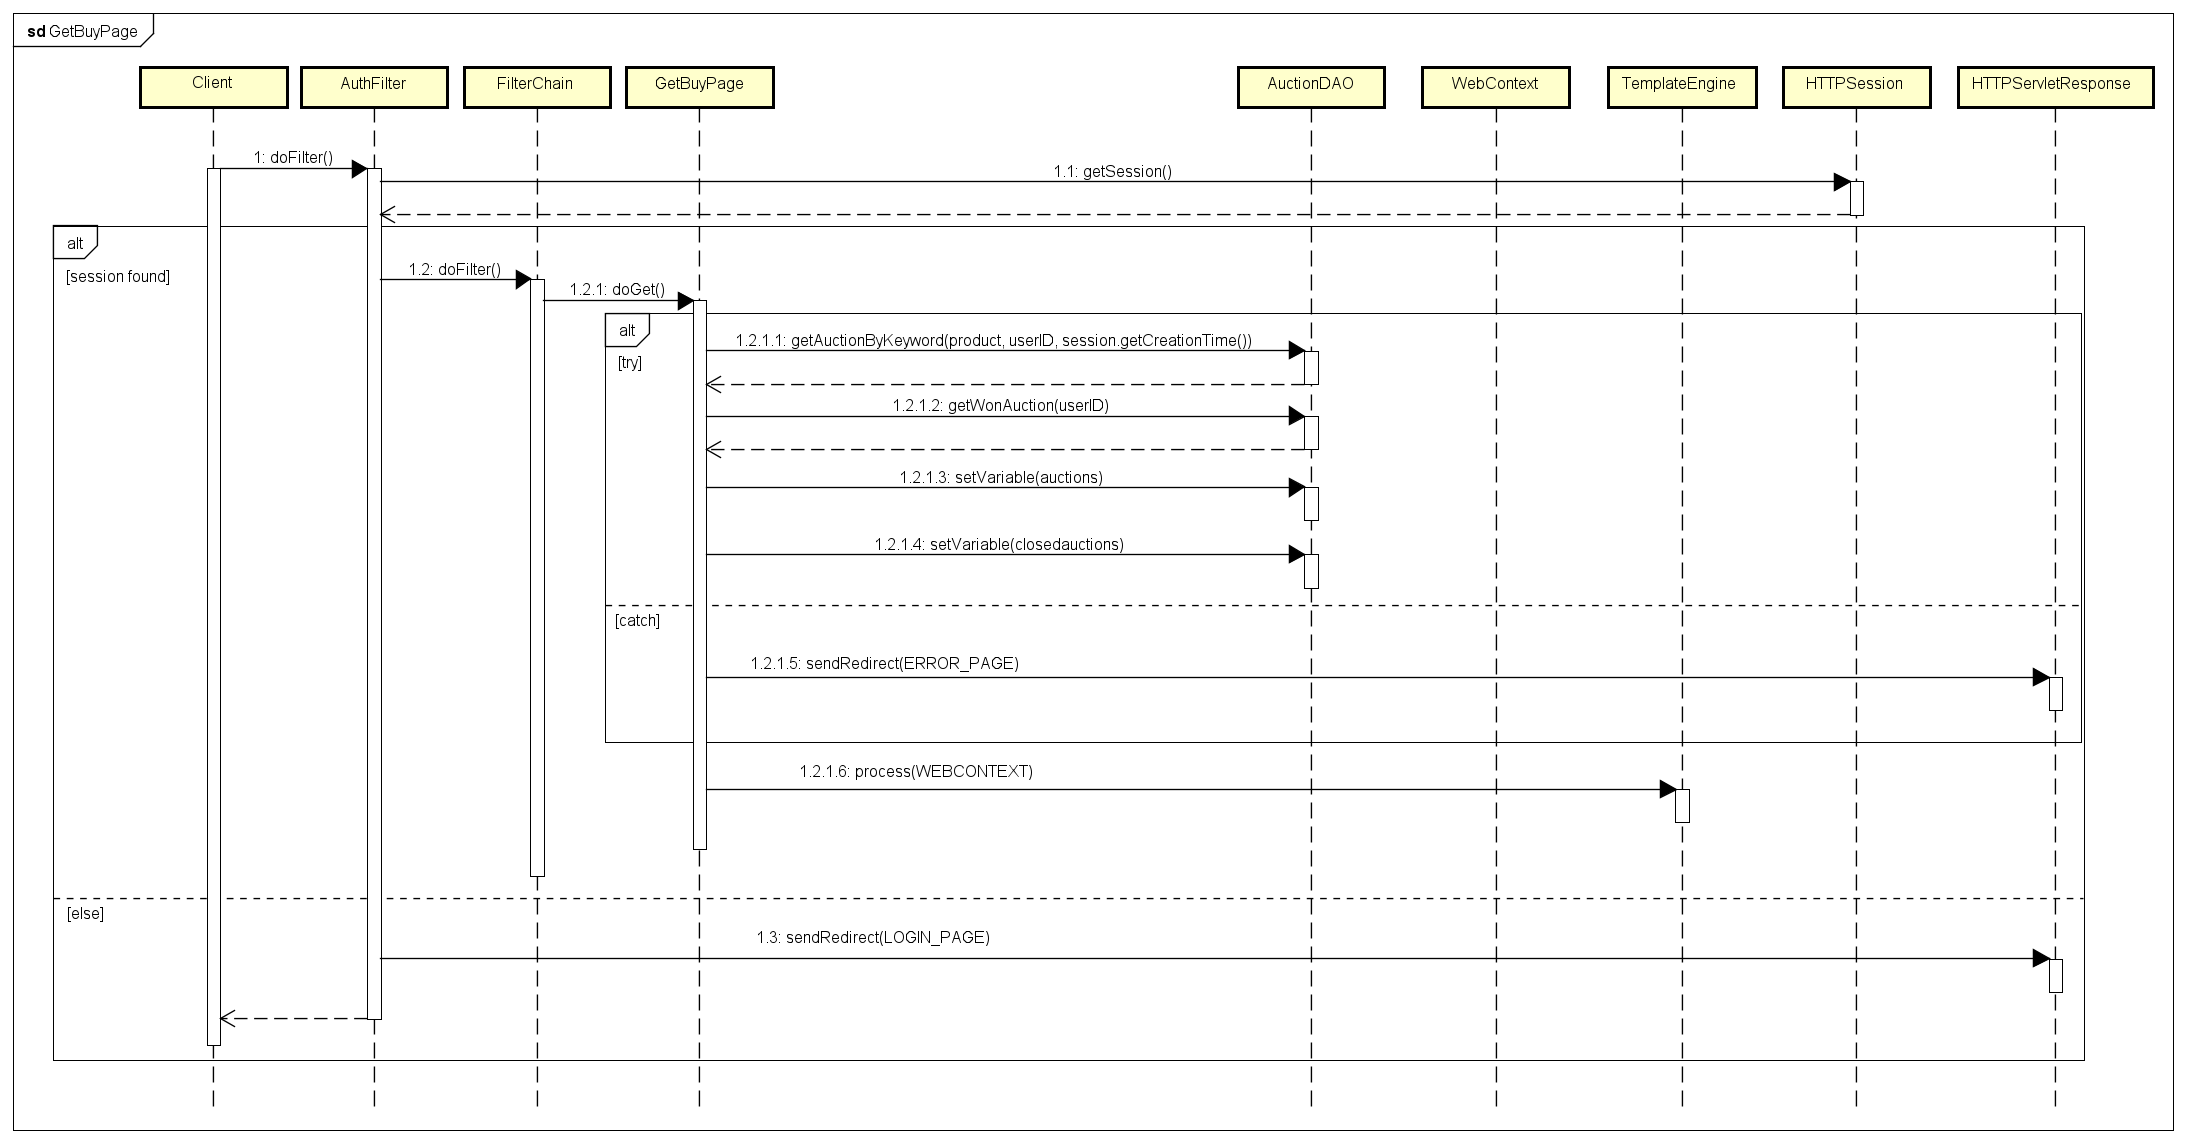 sd GetBuyPage
Client
AuthFilter
FilterChain
GetBuyPage
AuctionDAO
WebContext
TemplateEngine
HTTPSession
HTTPServletResponse
1: doFilter()
1.1: getSession()
alt
[session found]
1.2: doFilter()
1.2.1: doGet()
alt
[try]
1.2.1.1: getAuctionByKeyword(product, userID, session.getCreationTime())
1.2.1.2: getWonAuction(userID)
1.2.1.3: setVariable(auctions)
1.2.1.4: setVariable(closedauctions)
[catch]
1.2.1.5: sendRedirect(ERROR_PAGE)
1.2.1.6: process(WEBCONTEXT)
[else]
1.3: sendRedirect(LOGIN_PAGE)